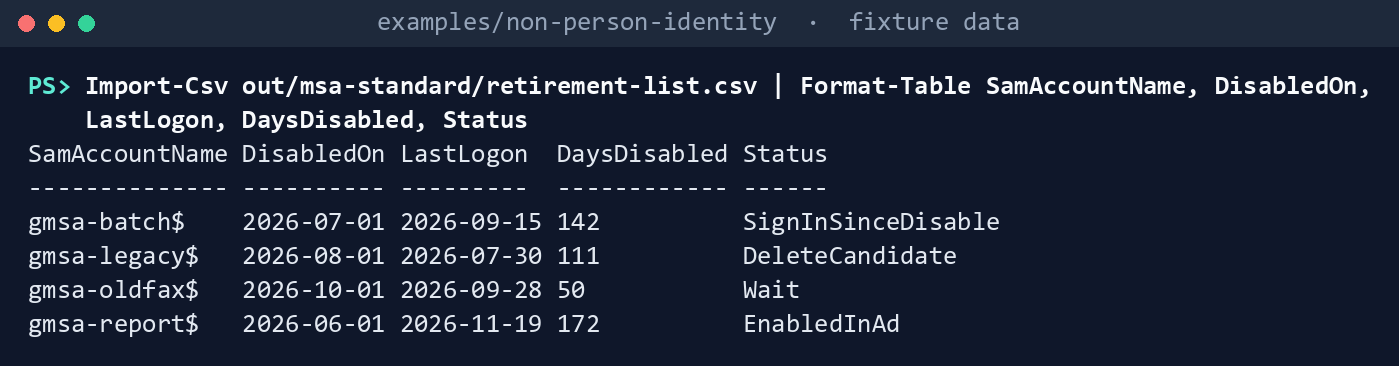 examples/non-person-identity · fixture data
PS> Import-Csv out/msa-standard/retirement-list.csv | Format-Table SamAccountName, DisabledOn,
LastLogon, DaysDisabled, Status
SamAccountName DisabledOn LastLogon  DaysDisabled Status
-------------- ---------- ---------  ------------ ------
gmsa-batch$    2026-07-01 2026-09-15 142          SignInSinceDisable
gmsa-legacy$   2026-08-01 2026-07-30 111          DeleteCandidate
gmsa-oldfax$   2026-10-01 2026-09-28 50           Wait
gmsa-report$   2026-06-01 2026-11-19 172          EnabledInAd